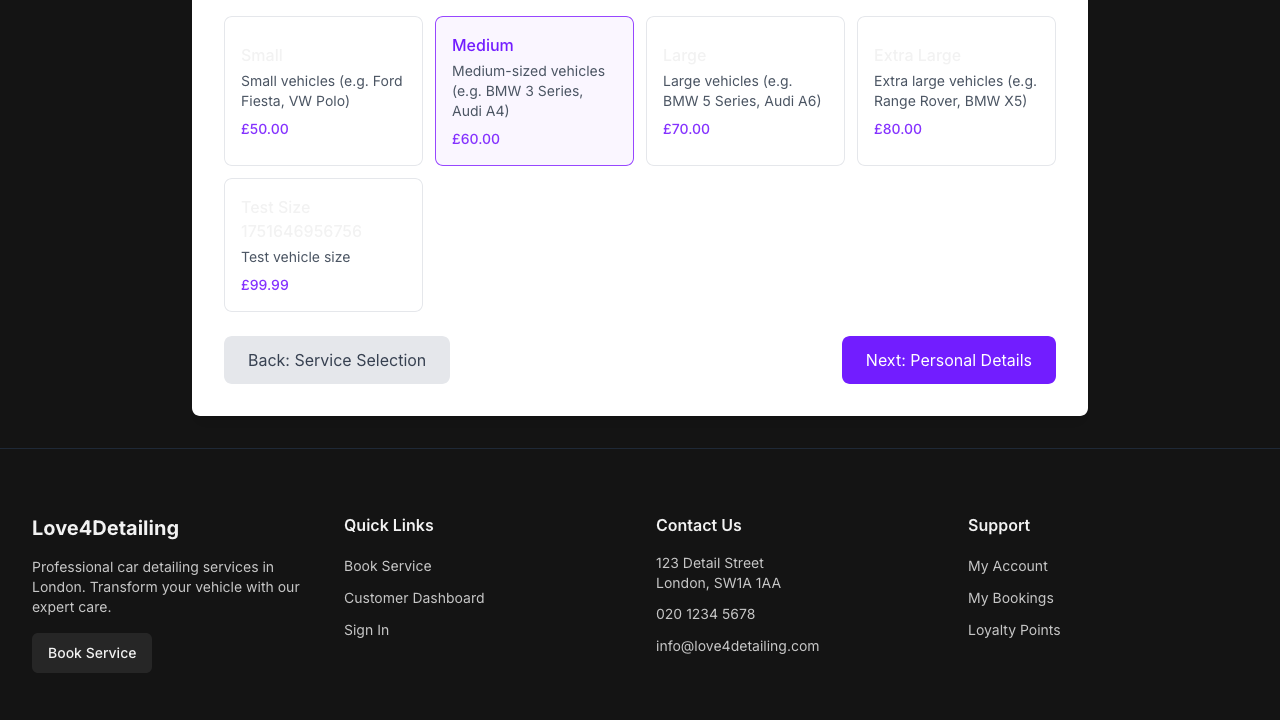 Small
Small vehicles (e.g. Ford
Fiesta, VW Polo)
£50.00
Medium
Medium-sized vehicles
(e.g. BMW 3 Series,
Audi A4)
£60.00
Large
Large vehicles (e.g.
BMW 5 Series, Audi A6)
£70.00
Extra Large
Extra large vehicles (e.g.
Range Rover, BMW X5)
£80.00
Test Size
1751646956756
Test vehicle size
£99.99
Back: Service Selection
Next: Personal Details
Love4Detailing
Professional car detailing services in
London. Transform your vehicle with our
expert care.
Book Service
Quick Links
Book Service
Customer Dashboard
Sign In
Contact Us
123 Detail Street
London, SW1A 1AA
020 1234 5678
info@love4detailing.com
Support
My Account
My Bookings
Loyalty Points